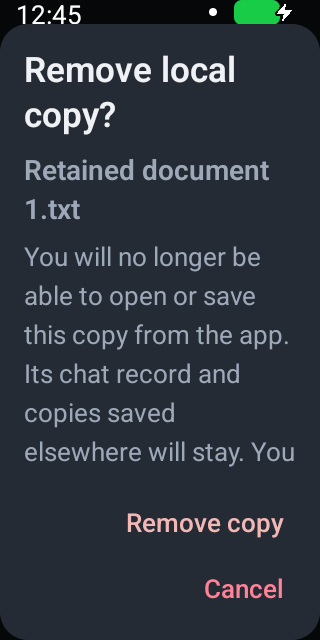 12:45
Remove local
copy?
Retained document
1.txt
You will no longer be
able to open or save
this copy from the app.
Its chat record and
copies saved
elsewhere will stay. You
Remove copy
Cancel